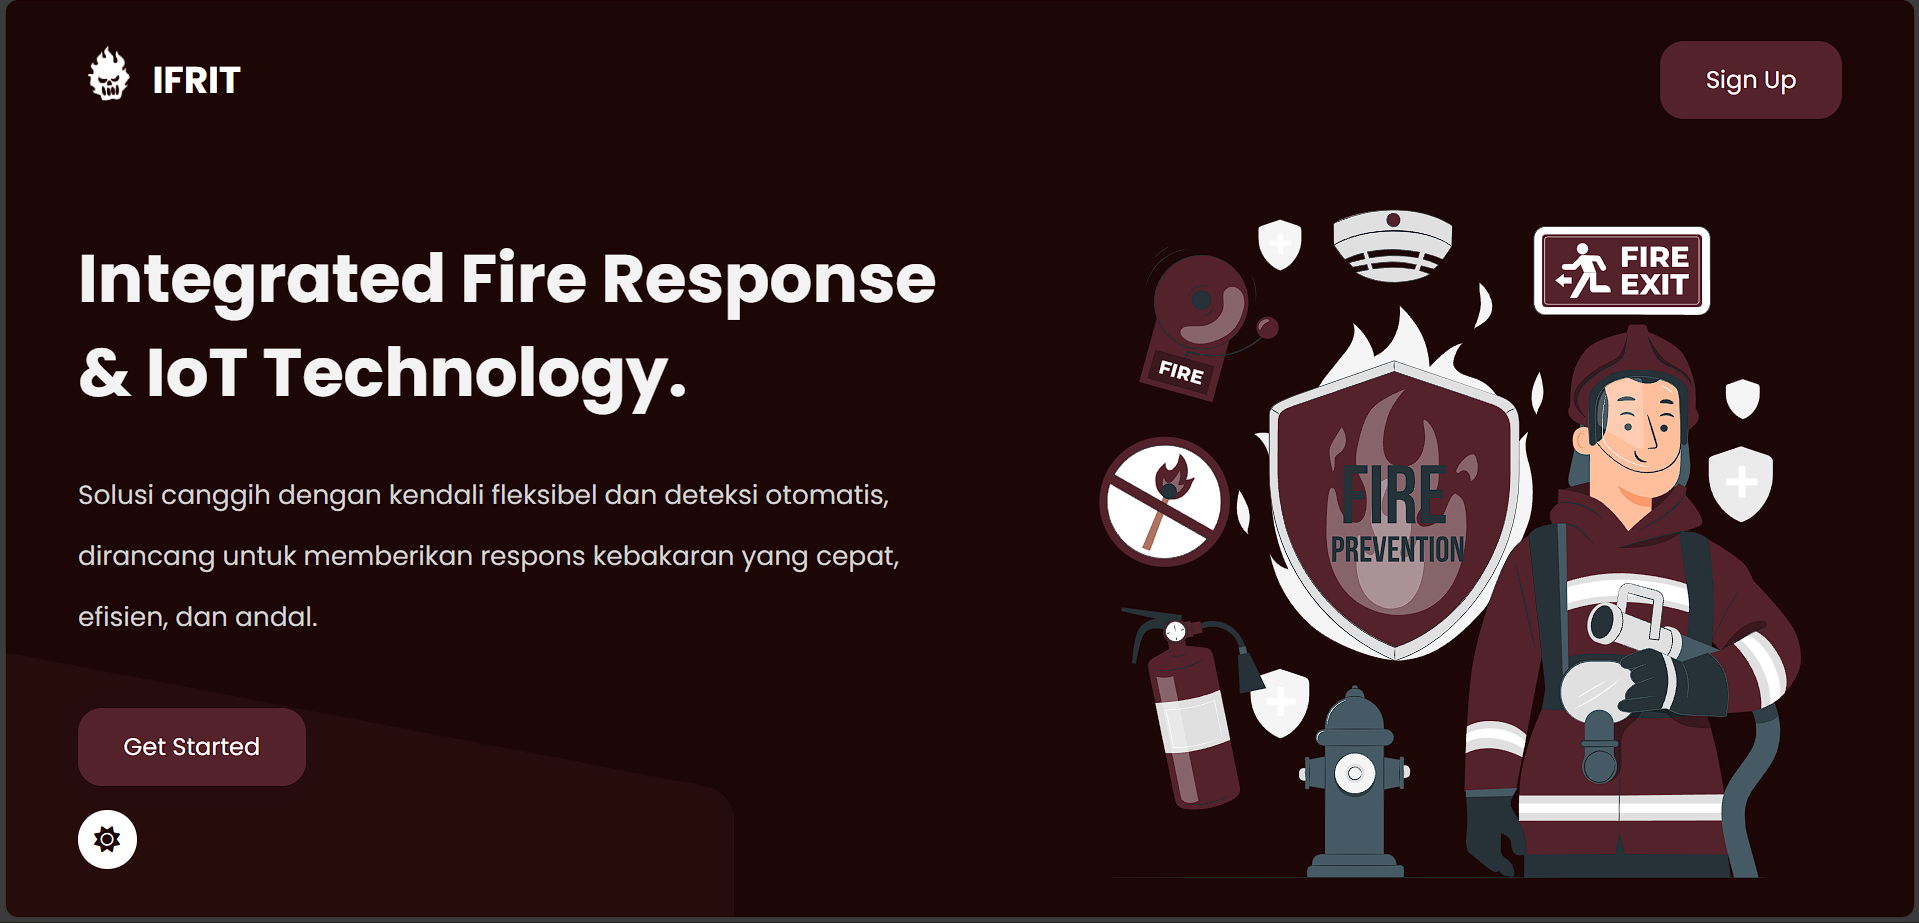 IFRIT
Sign Up
Integrated Fire Response
& IoT Technology.
Solusi canggih dengan kendali fleksibel dan deteksi otomatis,
dirancang untuk memberikan respons kebakaran yang cepat,
efisien, dan andal.
Get Started
FIRE
EXIT
FIRE
FIRE
PREVENTION